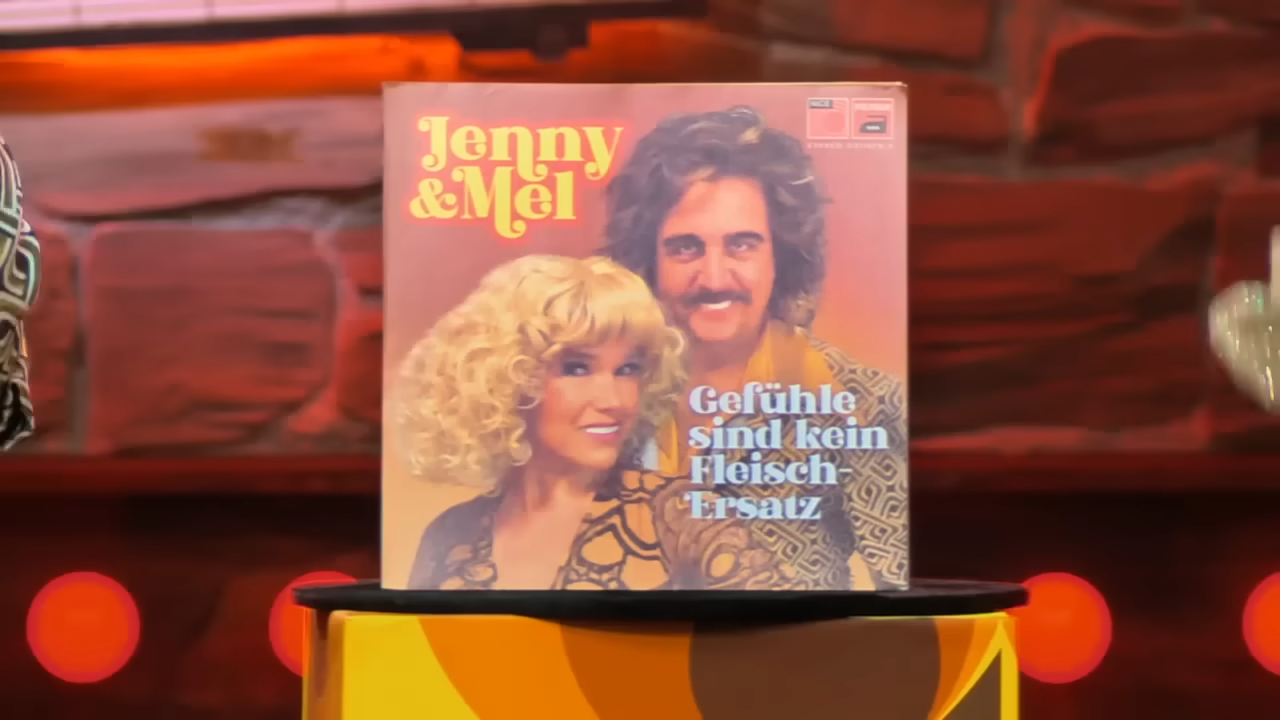 Jenny
&Mel
Gefühle
sind kein
Fleisch-
Ersatz